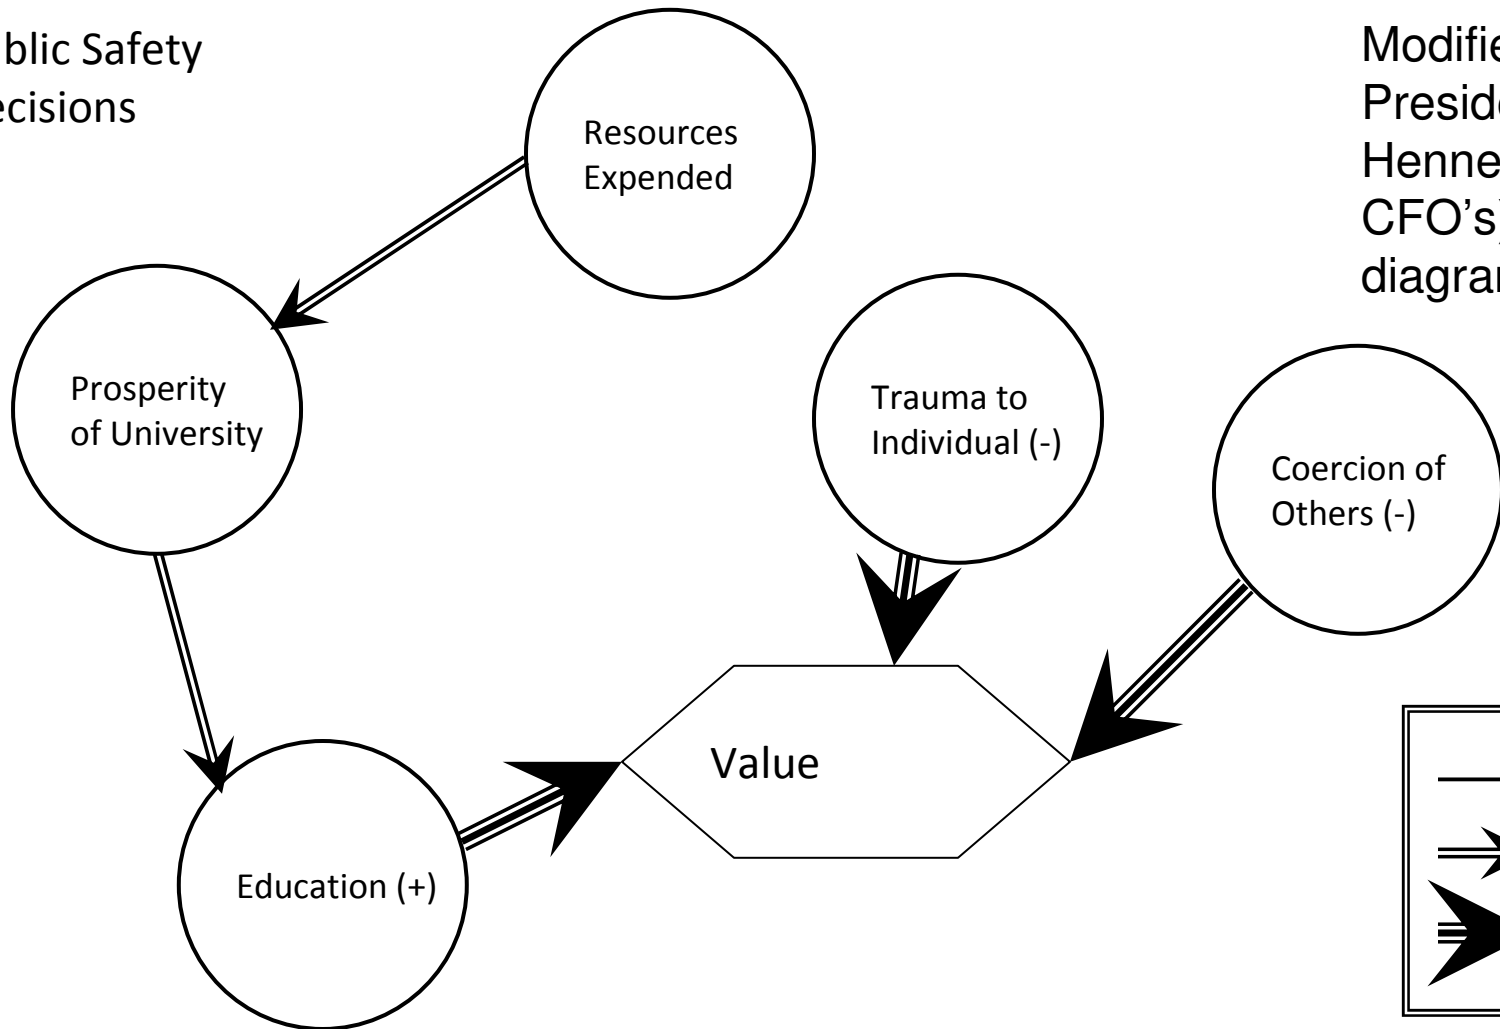 blic Safety
ecisions
Resources
Expended
Modifie
Preside
Henne
CFO's)
diagra
Prosperity
of University
Trauma to
Individual (-)
Coercion of
Others (-)
Value
Education (+)